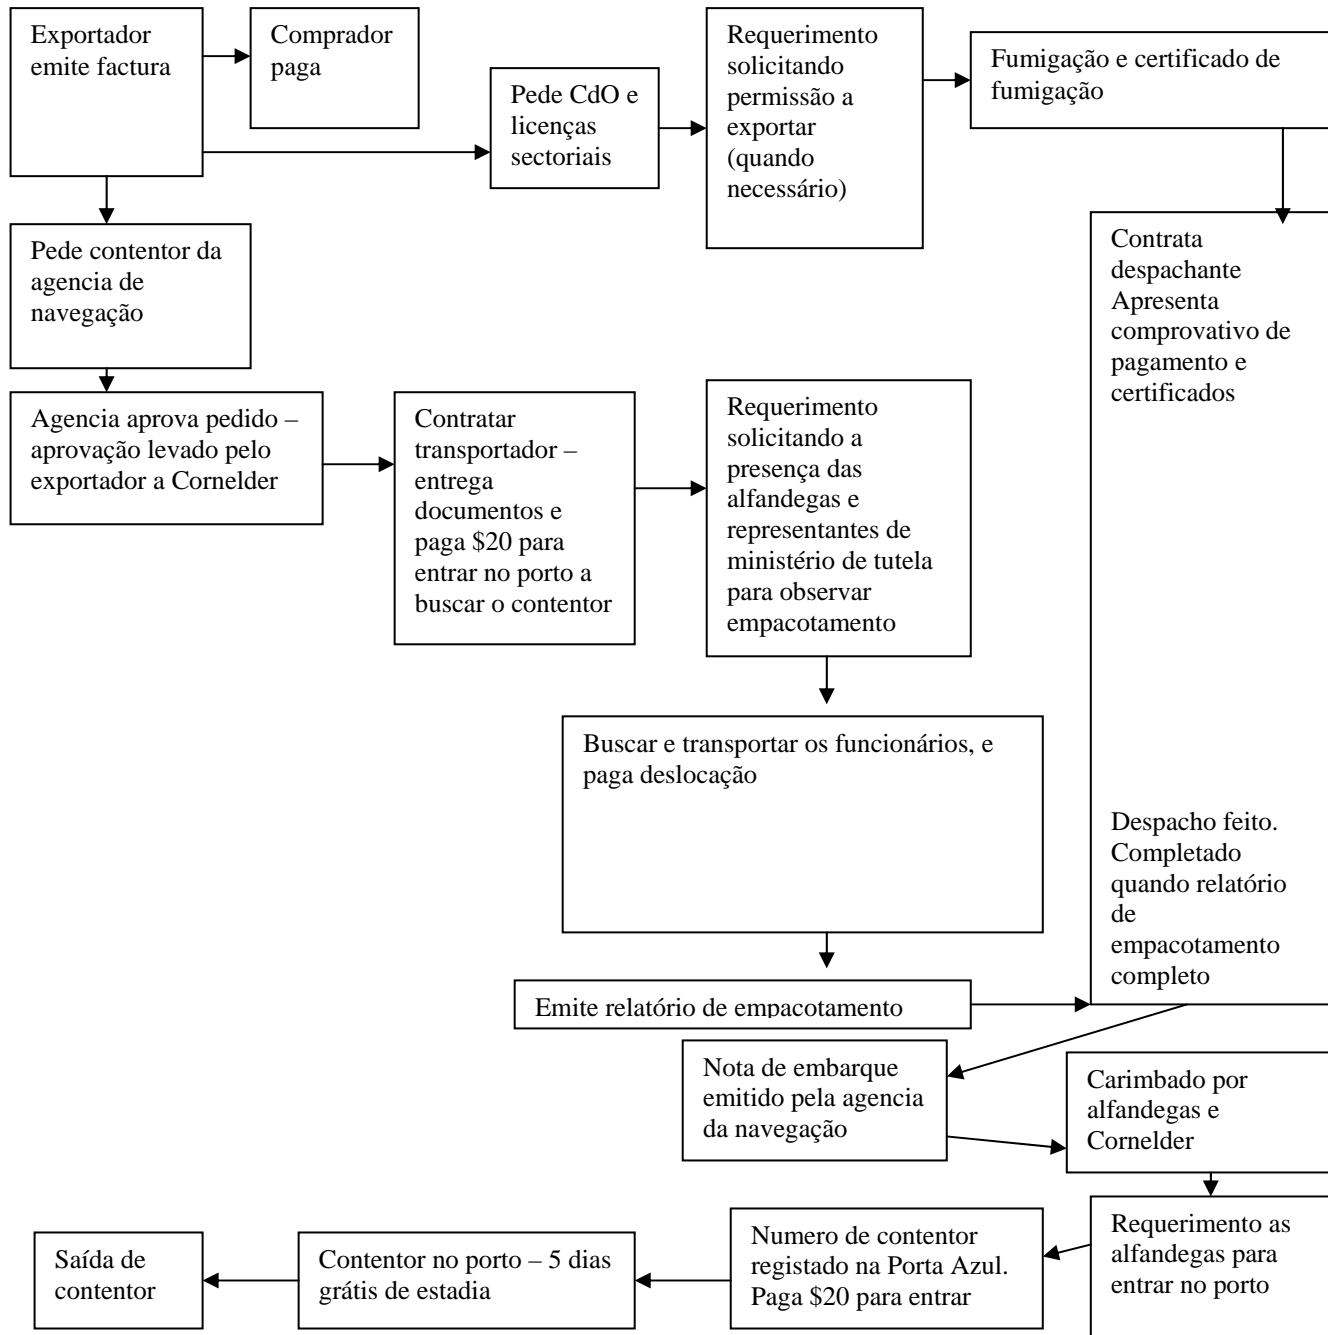 Exportador
emite factura
Comprador
paga
Pede CdO e
licenças
sectoriais
Requerimento
solicitando
permissão a
exportar
(quando
necessário)
Fumigação e certificado de
fumigação
Pede contentor da
agencia de
navegação
Contrata
despachante
Apresenta
comprovativo de
pagamento e
certificados
Agencia aprova pedido –
aprovação levado pelo
exportador a Cornelder
Contratar
transportador –
entrega
documentos e
paga $20 para
entrar no porto a
buscar o contentor
Requerimento
solicitando a
presença das
alfandegas e
representantes de
ministério de tutela
para observar
empacotamento
Buscar e transportar os funcionários, e
paga deslocação
Despacho feito.
Completado
quando relatório
de
empacotamento
completo
Emite relatório de empacotamento
Nota de embarque
emitido pela agencia
da navegação
Carimbado por
alfandegas e
Cornelder
Requerimento as
alfandegas para
entrar no porto
Numero de contentor
registado na Porta Azul.
Paga $20 para entrar
Contentor no porto – 5 dias
grátis de estadia
Saída de
contentor